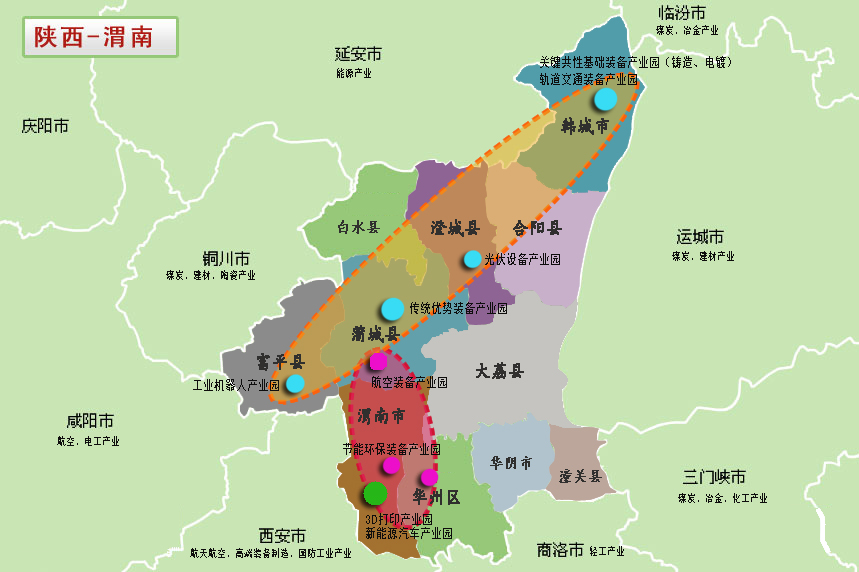 陕西-渭南
临汾市
煤炭、冶金产业
延安市
能源产业
关键共性基础装备产业园（铸造、电镀）
轨道交通装备产业园
庆阳市
韩城市
白水县
澄城县
合阳县
运城市
煤炭、建材产业
铜川市
煤炭、建材、陶瓷产业
光伏设备产业园
传统优势装备产业园
蒲城县
富平县
大荔县
工业机器人产业园
航空装备产业园
渭南市
咸阳市
航空、电工产业
节能环保装备产业园
华阴市
潼关县
三门峡市
煤炭、冶金、化工产业
华州区
3D打印产业园
新能源汽车产业园
西安市
航天航空、高端装备制造、国防工业产业
商洛市 轻工产业